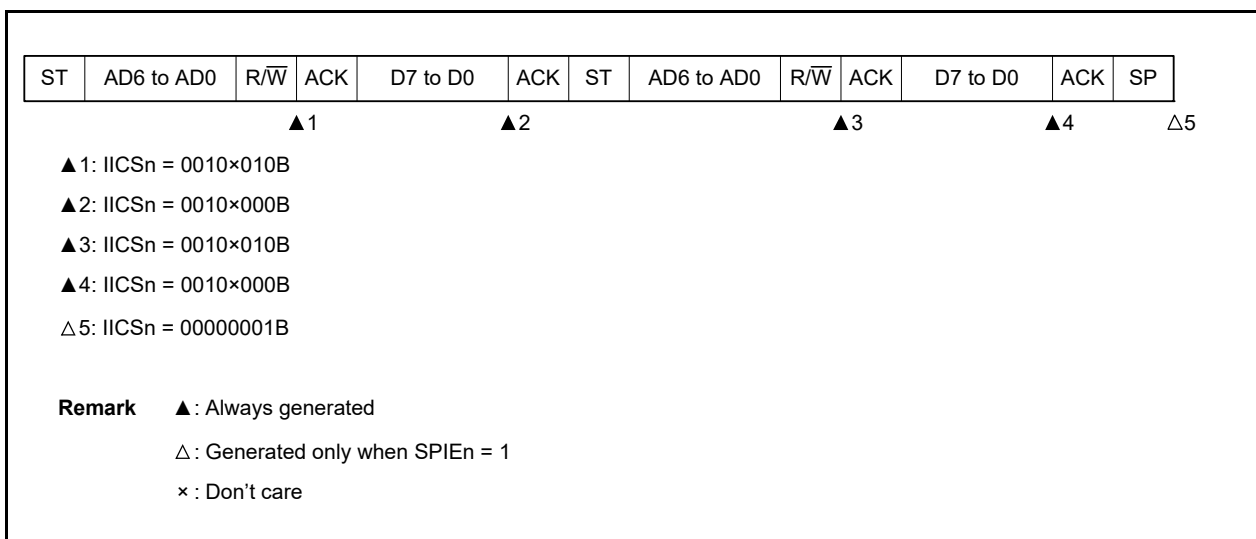 ST AD6 to AD0 R/W̅ ACK D7 to D0 ACK ST AD6 to AD0 R/W̅ ACK D7 to D0 ACK SP
▲1 ▲2 ▲3 ▲4 △5
▲1: IICSn = 0010×010B
▲2: IICSn = 0010×000B
▲3: IICSn = 0010×010B
▲4: IICSn = 0010×000B
△5: IICSn = 00000001B
Remark ▲: Always generated
△: Generated only when SPIEn = 1
× : Don't care